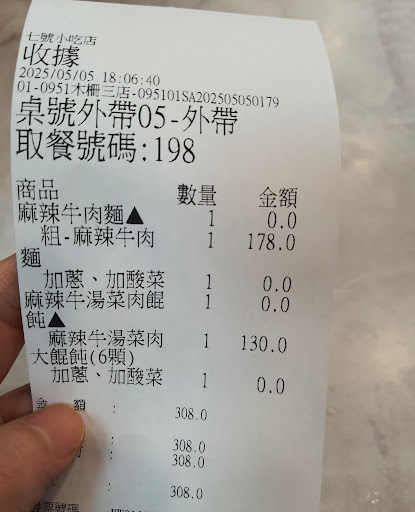 七號小吃店
收據
2025/05/05 18:06:40
01-0951木柵三店-095101SA202505050179
桌號外帶05-外帶
取餐號碼:198
商品 數量 金額
麻辣牛肉麵▲ 1 0.0
粗-麻辣牛肉 1 178.0
麵
加蔥、加酸菜 1 0.0
麻辣牛湯菜肉餛 1 0.0
飩▲
麻辣牛湯菜肉 1 130.0
大餛飩(6顆)
加蔥、加酸菜 1 0.0
金 額 : 308.0
: 308.0
: 308.0
: 308.0